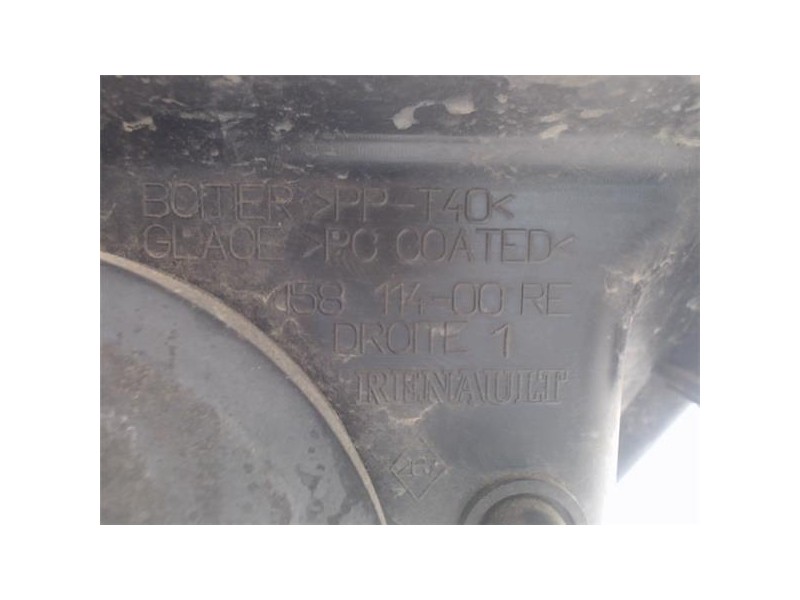 BOITIER >PP-T40<
GLACE >PC COATED<
158 114-00 RE
DROITE 1
RENAULT